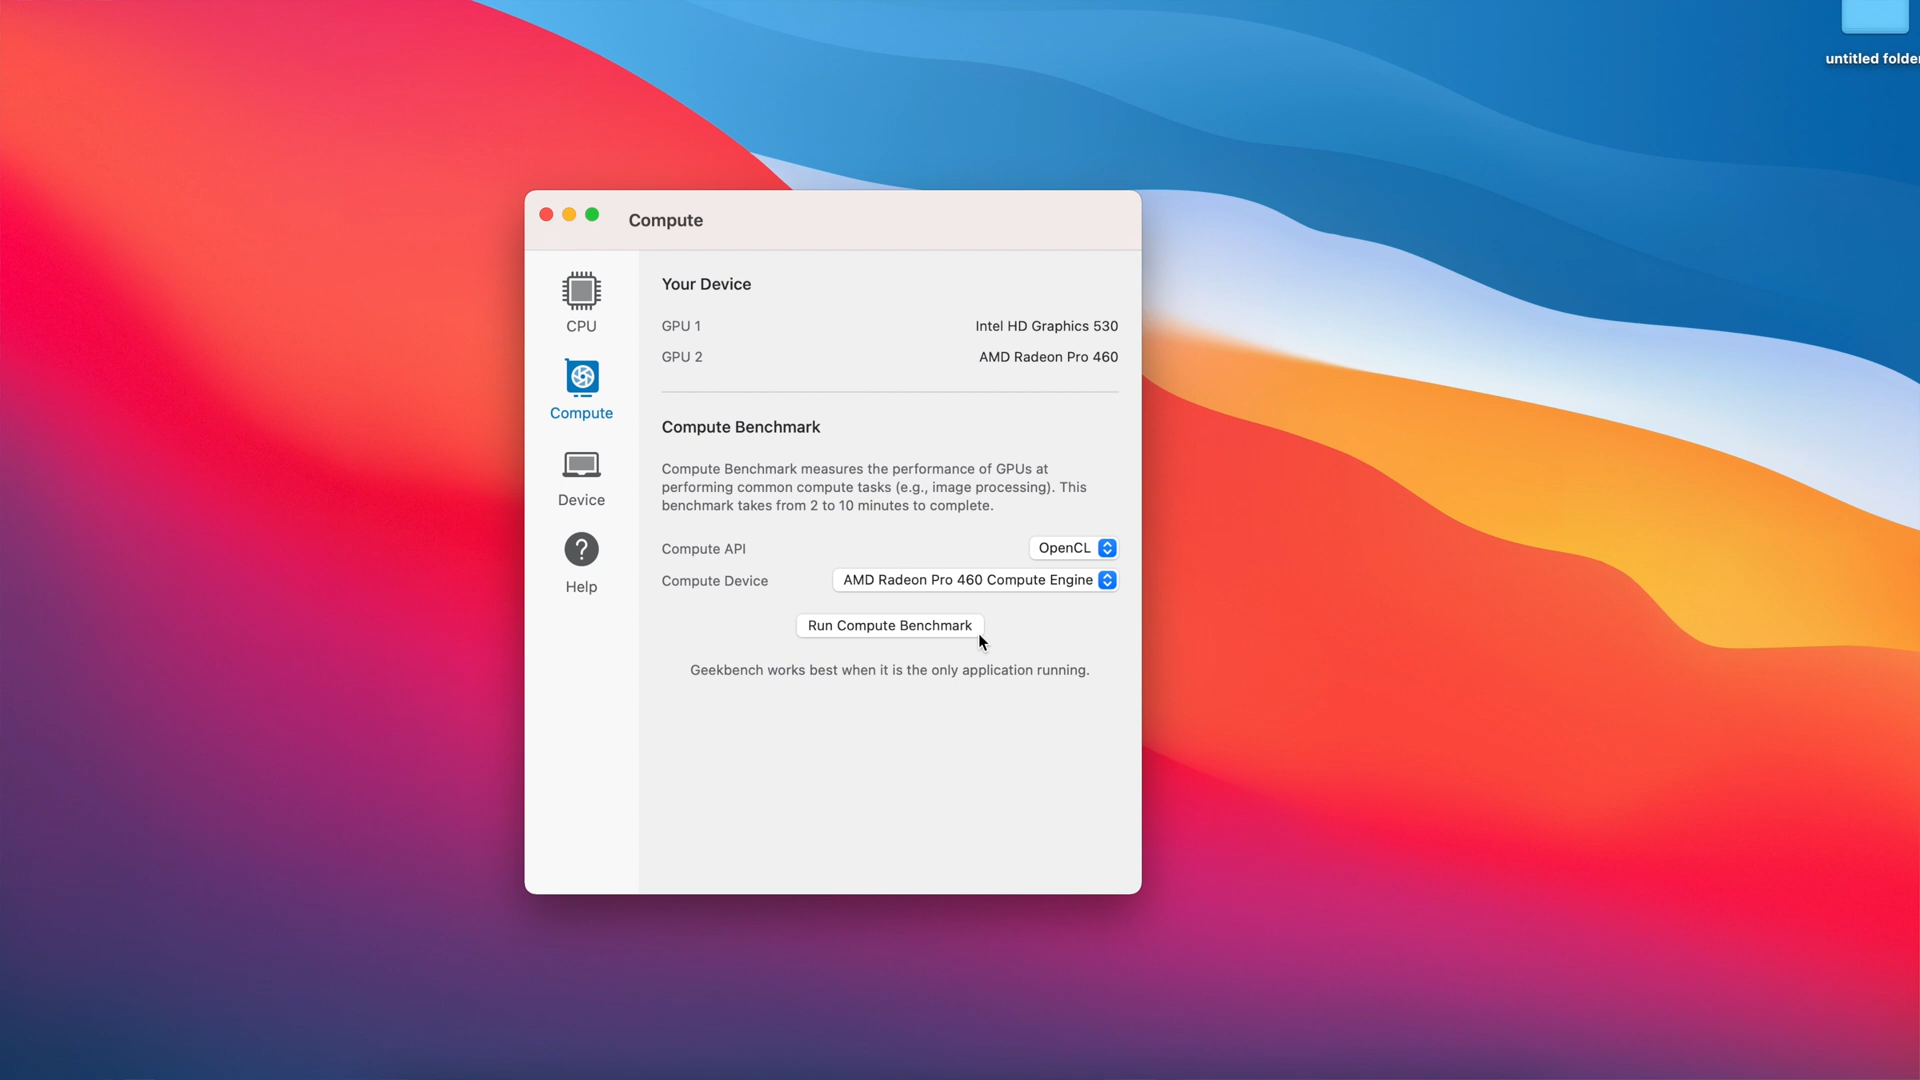 untitled folder
Compute
CPU
Compute
Device
Help
Your Device
GPU 1 Intel HD Graphics 530
GPU 2 AMD Radeon Pro 460
Compute Benchmark
Compute Benchmark measures the performance of GPUs at
performing common compute tasks (e.g., image processing). This
benchmark takes from 2 to 10 minutes to complete.
Compute API OpenCL
Compute Device AMD Radeon Pro 460 Compute Engine
Run Compute Benchmark
Geekbench works best when it is the only application running.